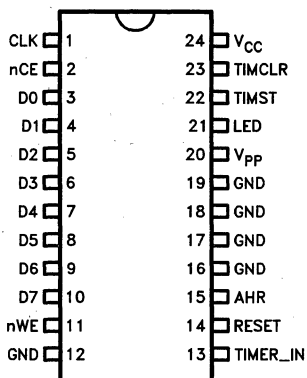 CLK 1 24 VCC
nCE 2 23 TIMCLR
D0 3 22 TIMST
D1 4 21 LED
D2 5 20 VPP
D3 6 19 GND
D4 7 18 GND
D5 8 17 GND
D6 9 16 GND
D7 10 15 AHR
nWE 11 14 RESET
GND 12 13 TIMER_IN